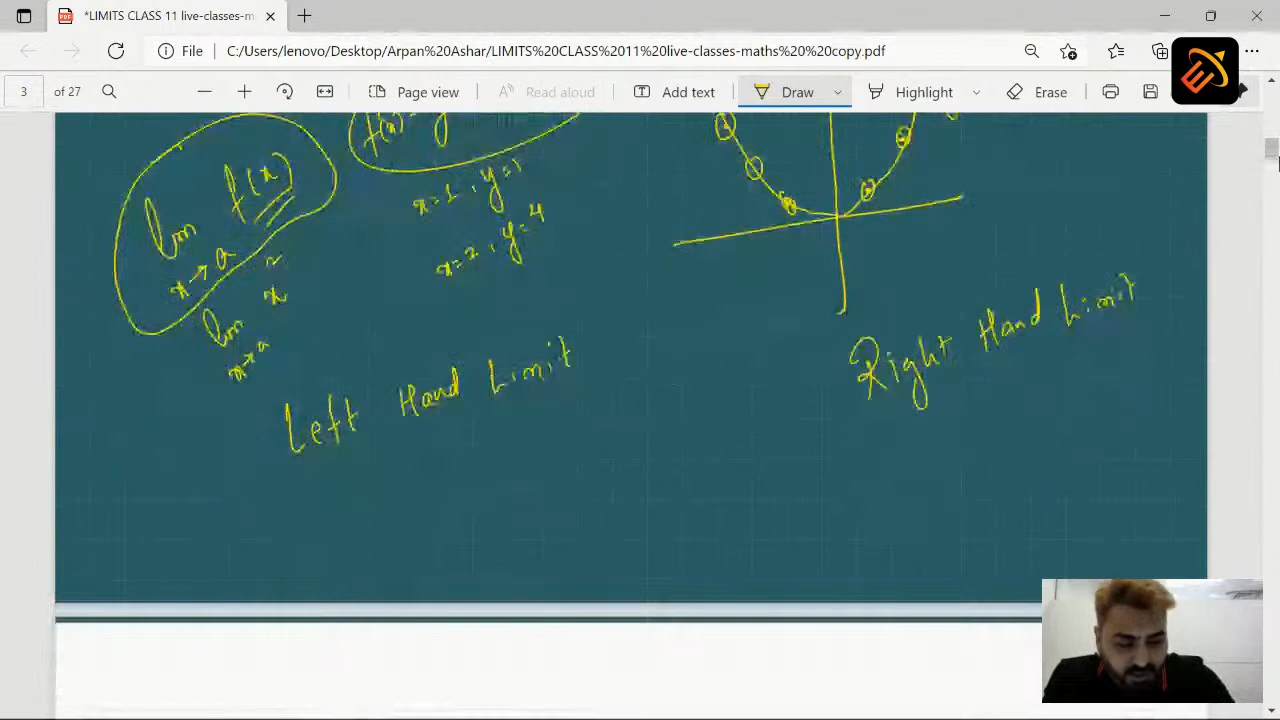 *LIMITS CLASS 11 live-classes-m
File C:/Users/lenovo/Desktop/Arpan%20Ashar/LIMITS%20CLASS%2011%20live-classes-maths%20%20copy.pdf
3 of 27 Page view Read aloud Add text Draw Highlight Erase
f(x) = y
lim f(x)
x→a
x=1, y=1
x=2, y=4
lim x²
x→a
Left Hand Limit
Right Hand Limit